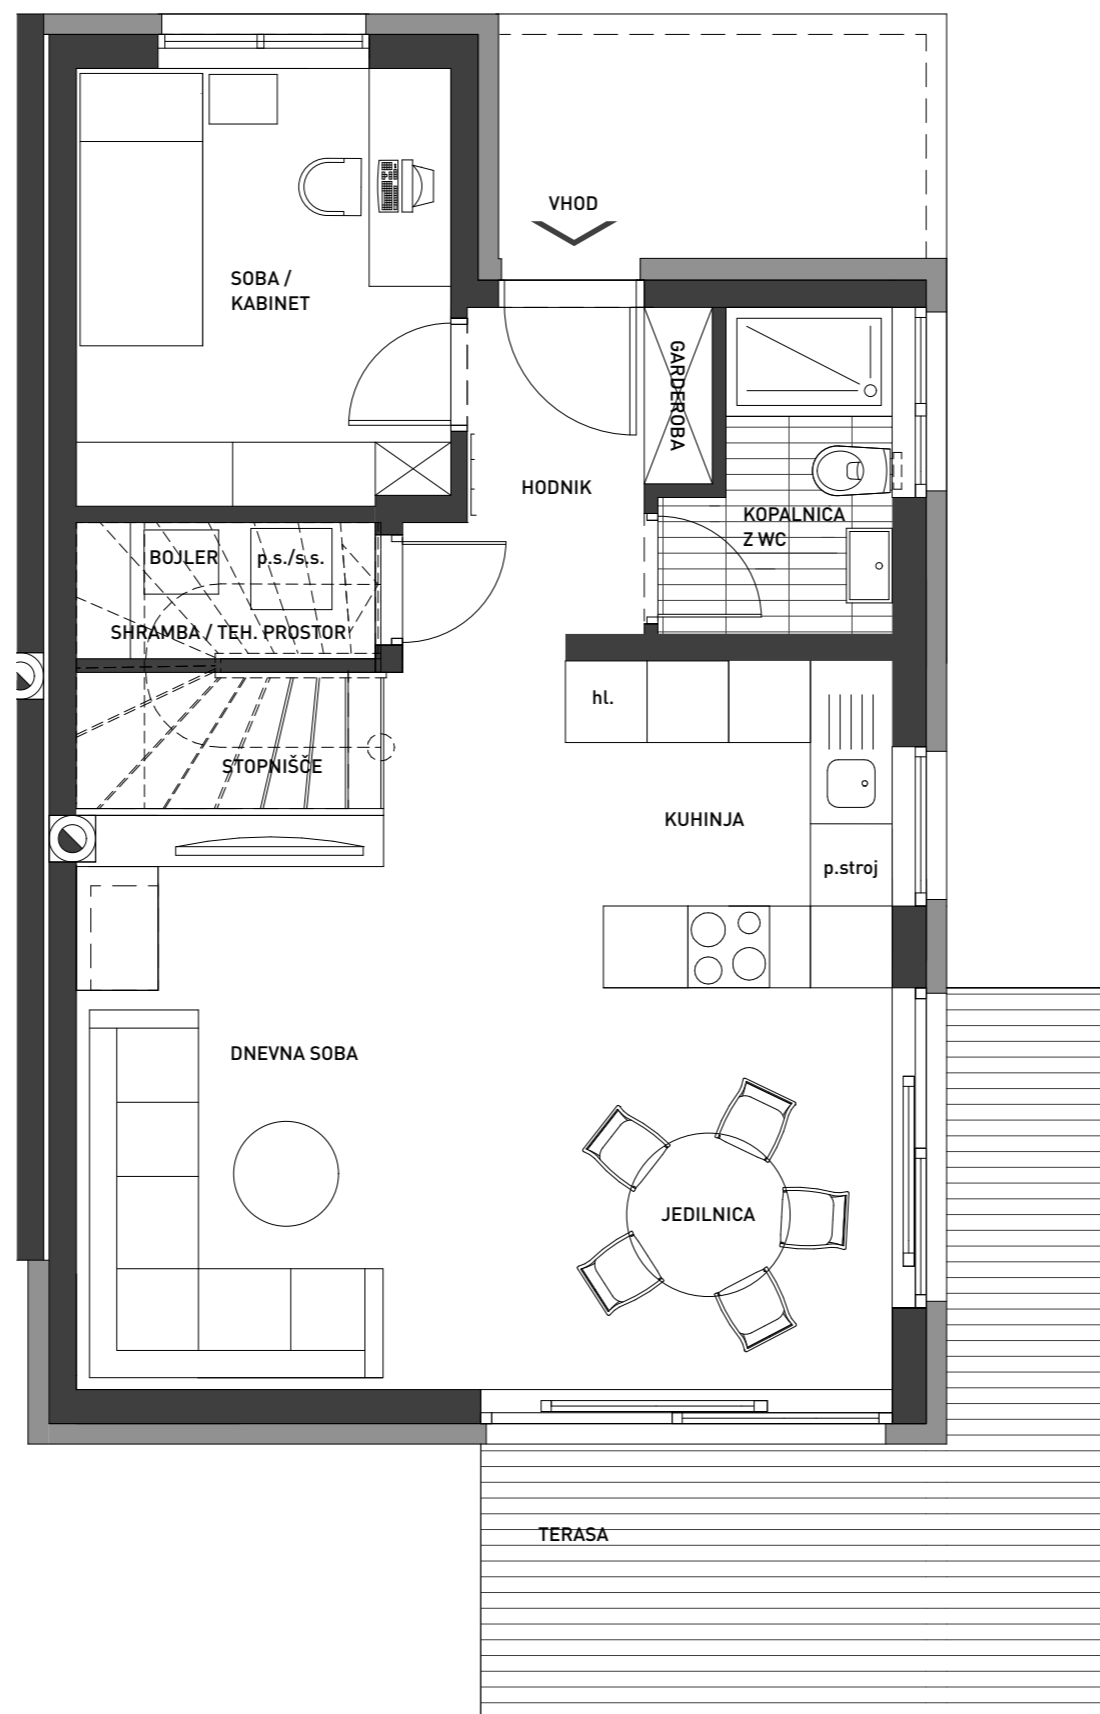 VHOD
SOBA /
KABINET
GARDEROBA
HODNIK
KOPALNICA
Z WC
BOJLER
p.s./s.s.
SHRAMBA / TEH. PROSTOR
hl.
STOPNIŠČE
KUHINJA
p.stroj
DNEVNA SOBA
JEDILNICA
TERASA